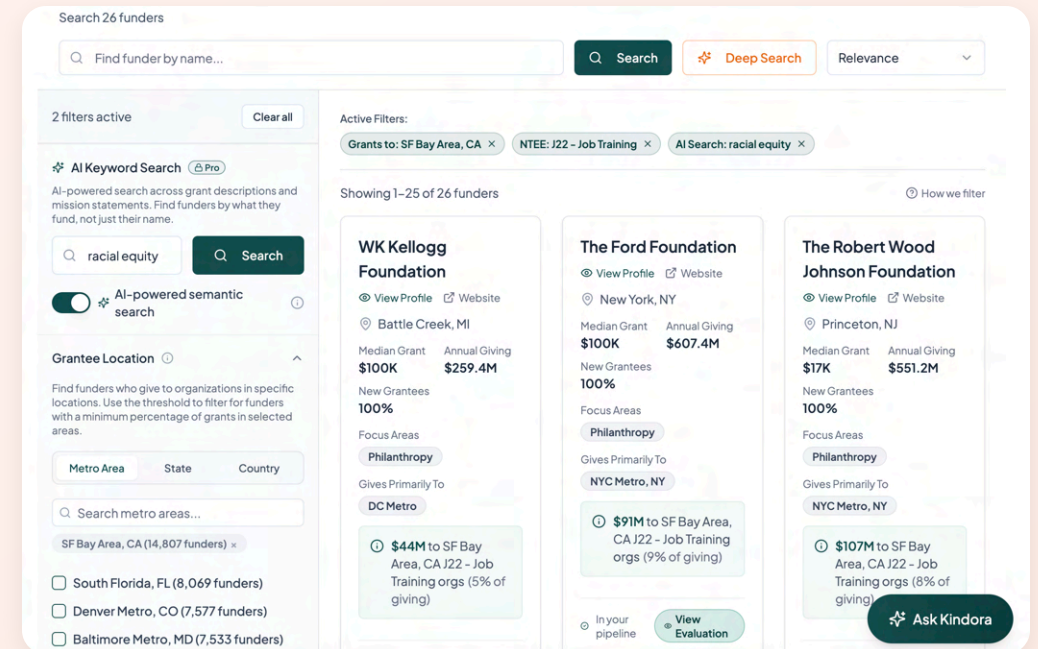 Search 26 funders
Find funder by name...
Search
Deep Search
Relevance
2 filters active
Clear all
AI Keyword Search
Pro
AI-powered search across grant descriptions and
mission statements. Find funders by what they
fund, not just their name.
racial equity
Search
AI-powered semantic
search
Grantee Location
Find funders who give to organizations in specific
locations. Use the threshold to filter for funders
with a minimum percentage of grants in selected
areas.
Metro Area
State
Country
Search metro areas...
SF Bay Area, CA (14,807 funders) ×
South Florida, FL (8,069 funders)
Denver Metro, CO (7,577 funders)
Baltimore Metro, MD (7,533 funders)
Active Filters:
Grants to: SF Bay Area, CA ×
NTEE: J22 - Job Training ×
AI Search: racial equity ×
Showing 1–25 of 26 funders
How we filter
WK Kellogg
Foundation
View Profile
Website
Battle Creek, MI
Median Grant
Annual Giving
$100K
$259.4M
New Grantees
100%
Focus Areas
Philanthropy
Gives Primarily To
DC Metro
$44M to SF Bay
Area, CA J22 - Job
Training orgs (5% of
giving)
The Ford Foundation
View Profile
Website
New York, NY
Median Grant
Annual Giving
$100K
$607.4M
New Grantees
100%
Focus Areas
Philanthropy
Gives Primarily To
NYC Metro, NY
$91M to SF Bay Area,
CA J22 - Job Training
orgs (9% of giving)
In your
pipeline
View
Evaluation
The Robert Wood
Johnson Foundation
View Profile
Website
Princeton, NJ
Median Grant
Annual Giving
$17K
$551.2M
New Grantees
100%
Focus Areas
Philanthropy
Gives Primarily To
NYC Metro, NY
$107M to SF Bay
Area, CA J22 - Job
Training orgs (8% of
giving)
Ask Kindora